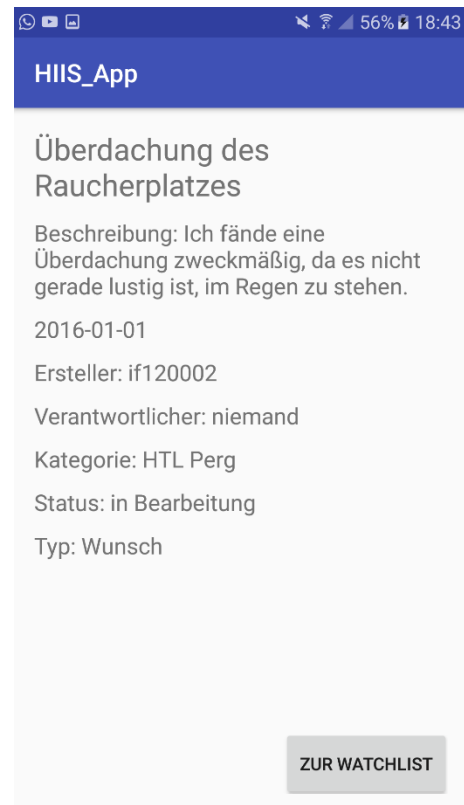 56% 18:43
HIIS_App
Überdachung des
Raucherplatzes
Beschreibung: Ich fände eine
Überdachung zweckmäßig, da es nicht
gerade lustig ist, im Regen zu stehen.
2016-01-01
Ersteller: if120002
Verantwortlicher: niemand
Kategorie: HTL Perg
Status: in Bearbeitung
Typ: Wunsch
ZUR WATCHLIST